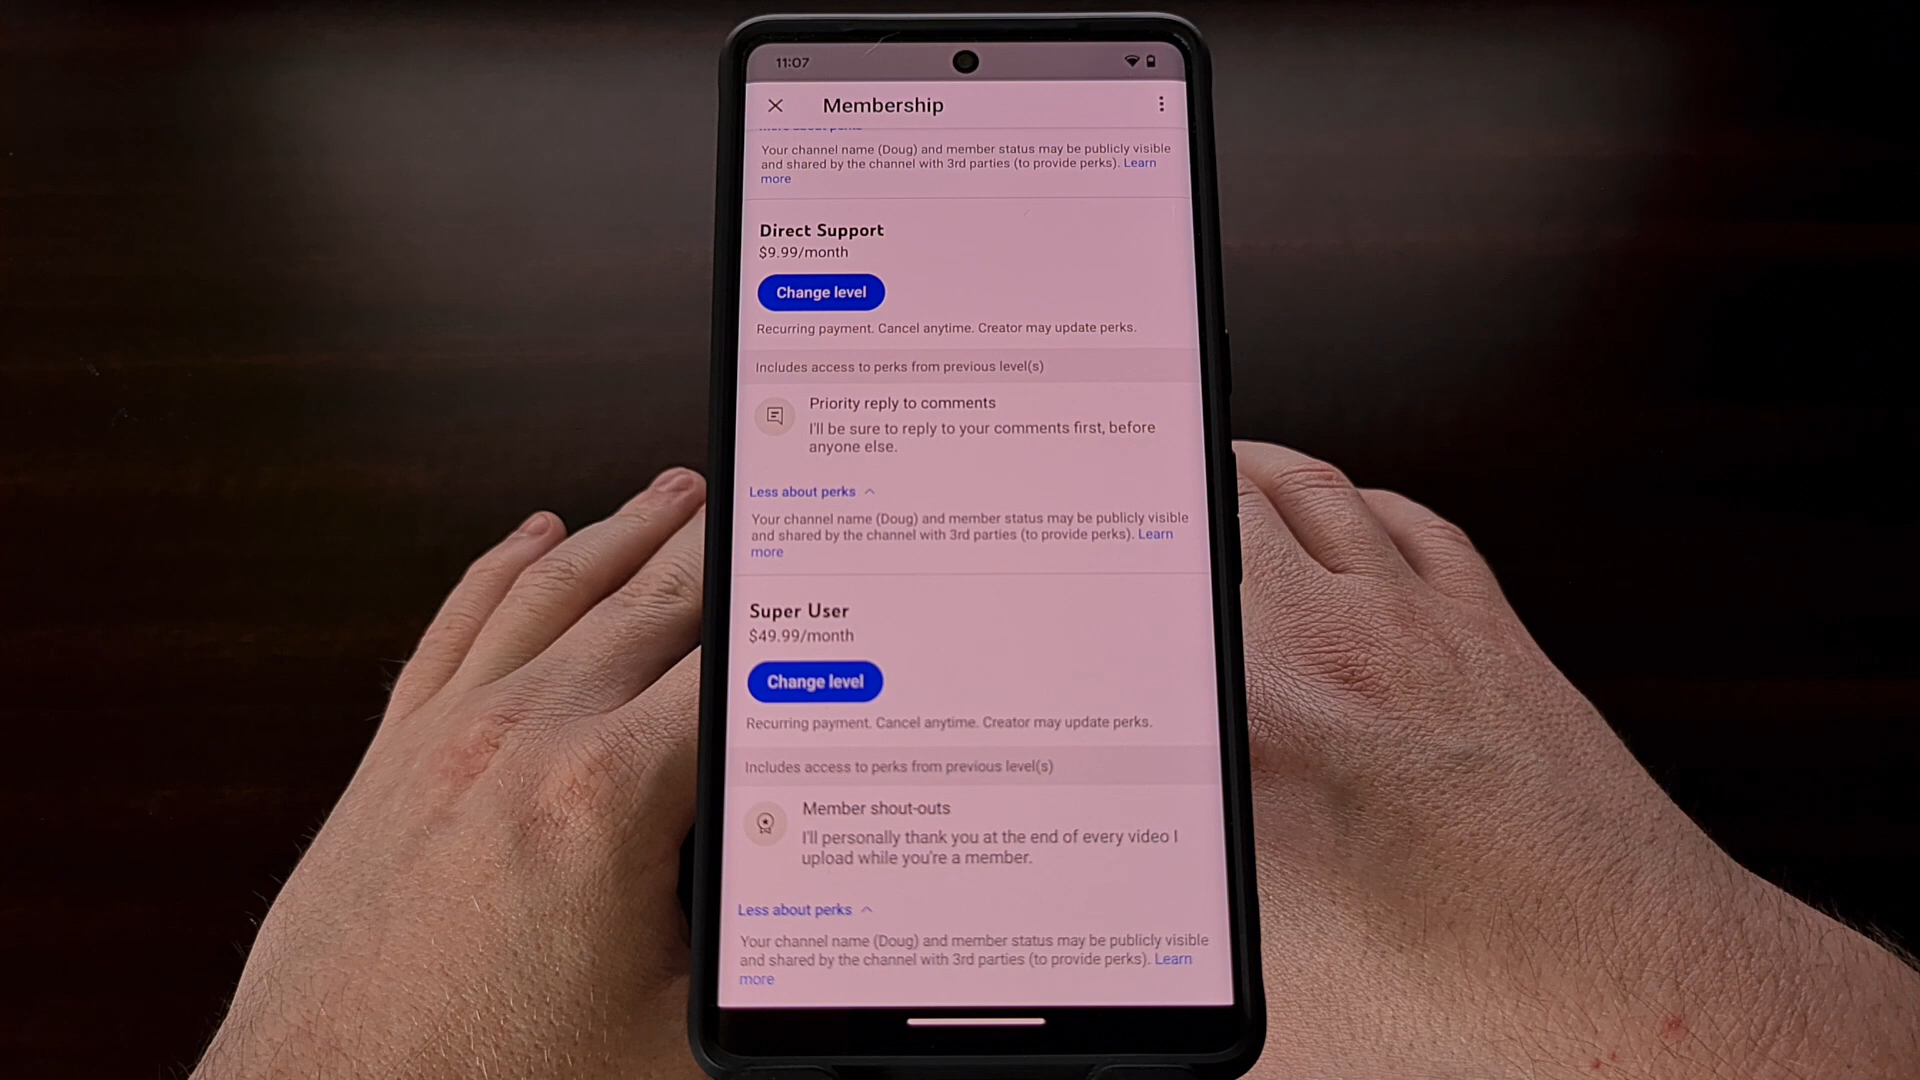 11:07
Membership
Your channel name (Doug) and member status may be publicly visible
and shared by the channel with 3rd parties (to provide perks). Learn
more
Direct Support
$9.99/month
Change level
Recurring payment. Cancel anytime. Creator may update perks.
Includes access to perks from previous level(s)
Priority reply to comments
I'll be sure to reply to your comments first, before
anyone else.
Less about perks
Your channel name (Doug) and member status may be publicly visible
and shared by the channel with 3rd parties (to provide perks). Learn
more
Super User
$49.99/month
Change level
Recurring payment. Cancel anytime. Creator may update perks.
Includes access to perks from previous level(s)
Member shout-outs
I'll personally thank you at the end of every video I
upload while you're a member.
Less about perks
Your channel name (Doug) and member status may be publicly visible
and shared by the channel with 3rd parties (to provide perks). Learn
more